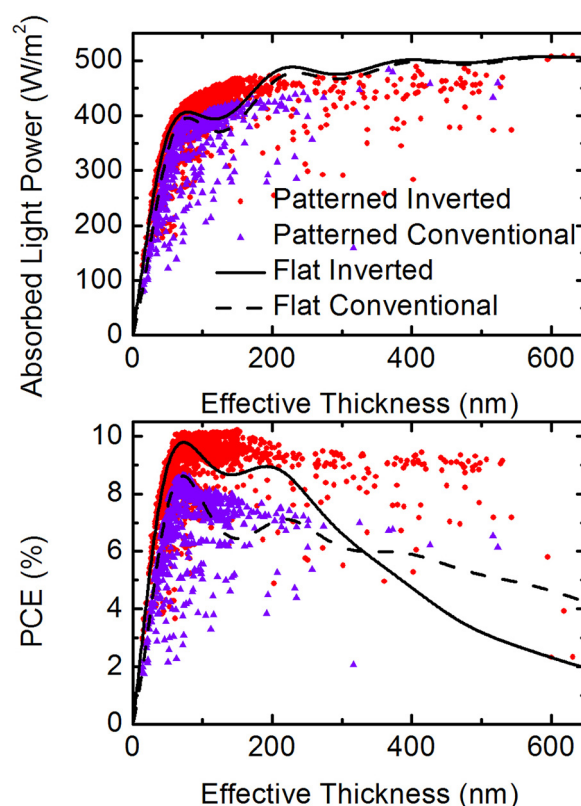 500
400
300
200
100
0
Absorbed Light Power (W/m²)
Patterned Inverted
Patterned Conventional
Flat Inverted
Flat Conventional
0 200 400 600
Effective Thickness (nm)
10
8
6
4
2
0
PCE (%)
0 200 400 600
Effective Thickness (nm)